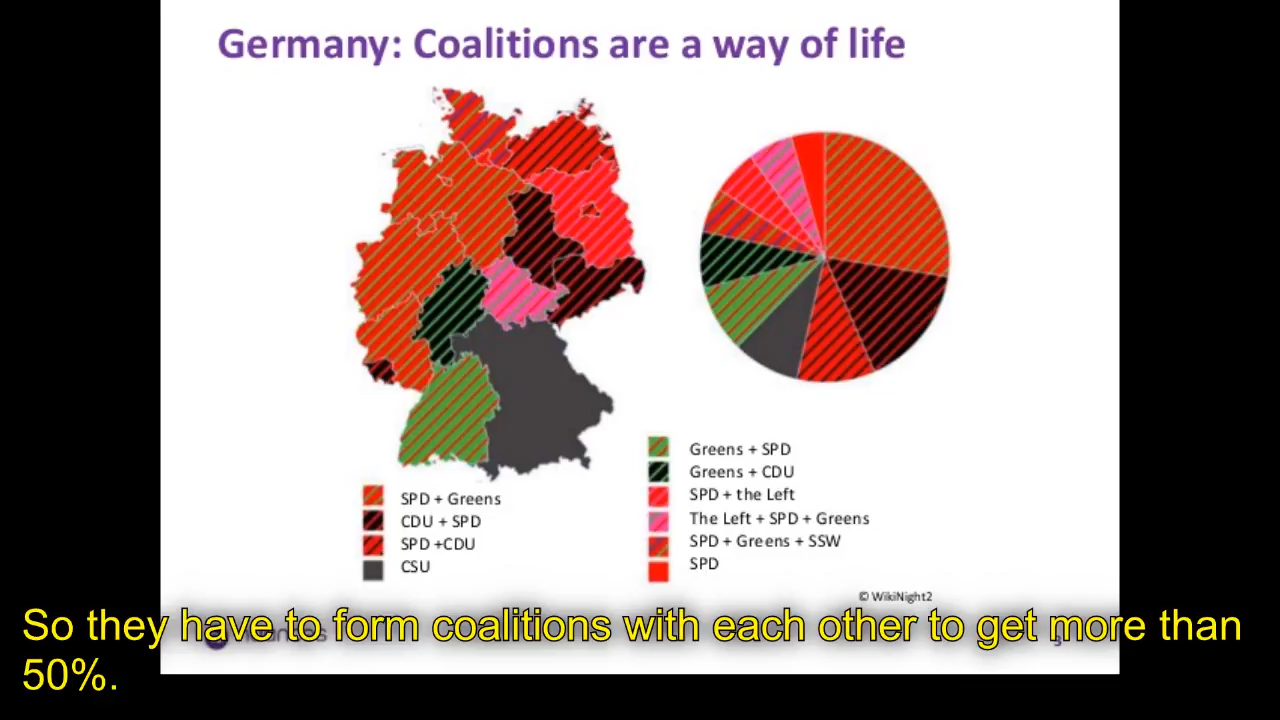 Germany: Coalitions are a way of life
SPD + Greens
CDU + SPD
SPD +CDU
CSU
Greens + SPD
Greens + CDU
SPD + the Left
The Left + SPD + Greens
SPD + Greens + SSW
SPD
© WikiNight2
So they have to form coalitions with each other to get more than
50%.